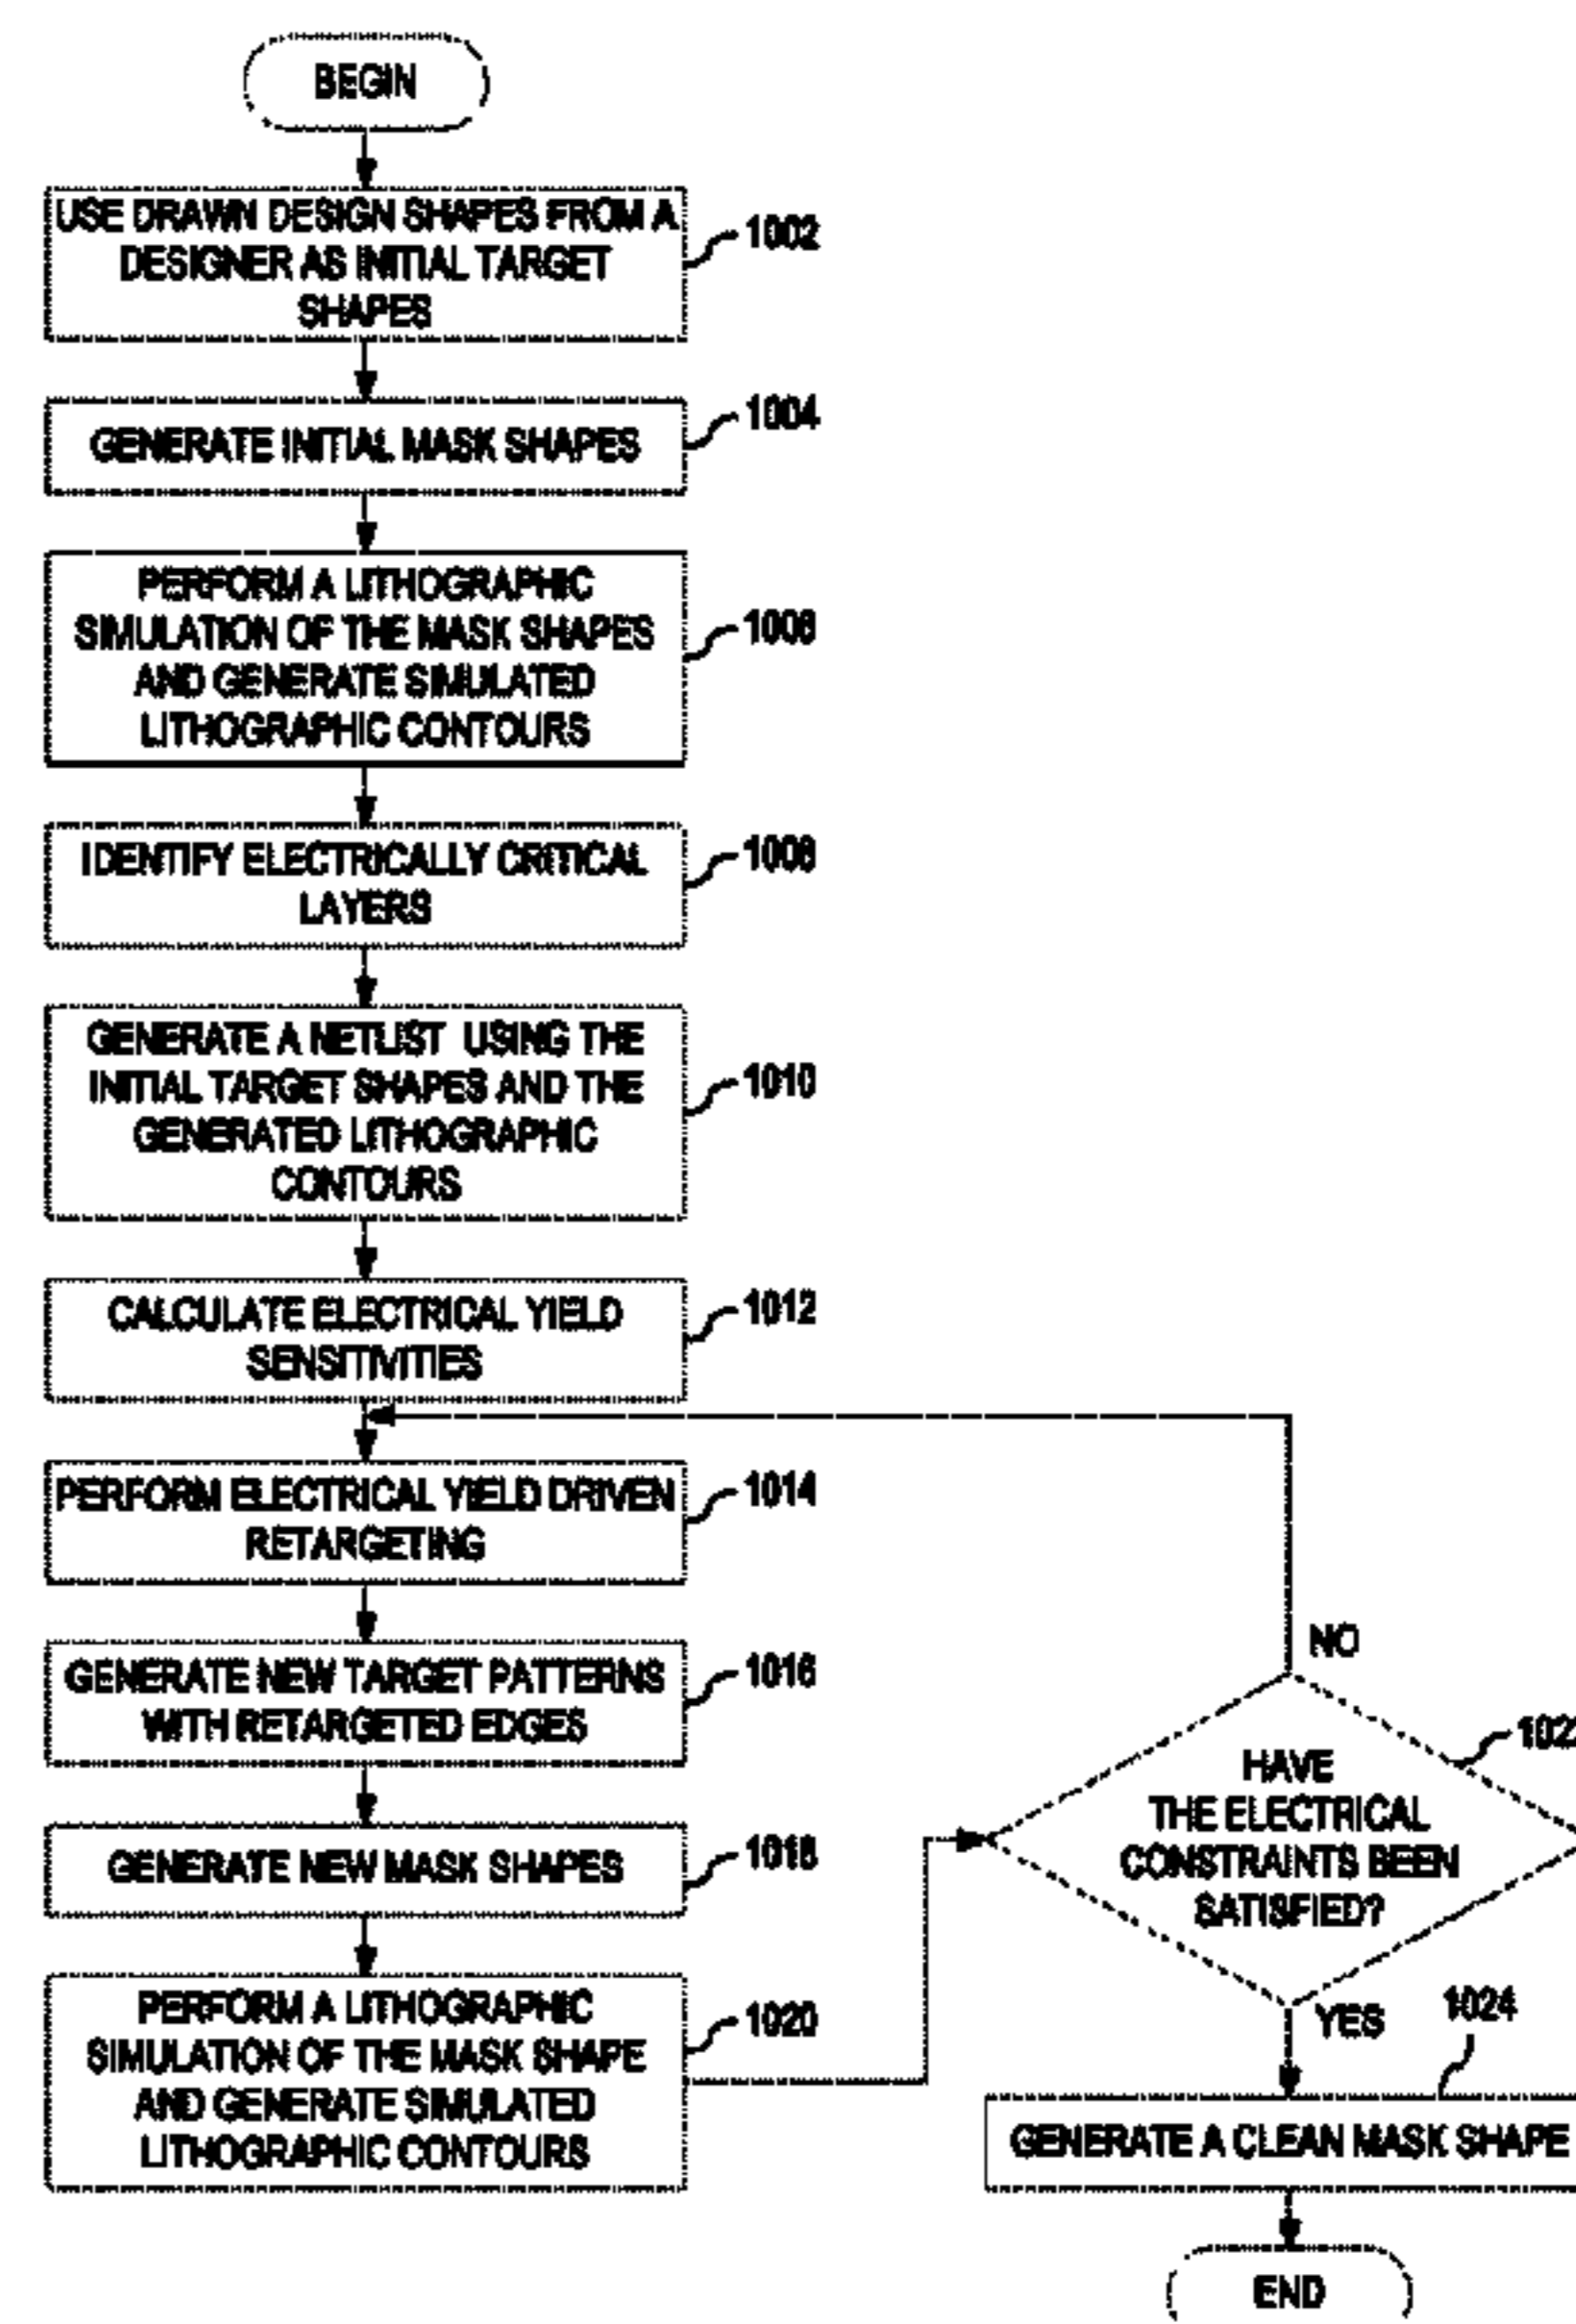 BEGIN
USE DRAWN DESIGN SHAPES FROM A
DESIGNER AS INITIAL TARGET
SHAPES
1002
GENERATE INITIAL MASK SHAPES
1004
PERFORM A LITHOGRAPHIC
SIMULATION OF THE MASK SHAPES
AND GENERATE SIMULATED
LITHOGRAPHIC CONTOURS
1006
IDENTIFY ELECTRICALLY CRITICAL
LAYERS
1008
GENERATE A NETLIST USING THE
INITIAL TARGET SHAPES AND THE
GENERATED LITHOGRAPHIC
CONTOURS
1010
CALCULATE ELECTRICAL YIELD
SENSITIVITIES
1012
PERFORM ELECTRICAL YIELD DRIVEN
RETARGETING
1014
GENERATE NEW TARGET PATTERNS
WITH RETARGETED EDGES
1016
GENERATE NEW MASK SHAPES
1018
PERFORM A LITHOGRAPHIC
SIMULATION OF THE MASK SHAPE
AND GENERATE SIMULATED
LITHOGRAPHIC CONTOURS
1020
NO
HAVE
THE ELECTRICAL
CONSTRAINTS BEEN
SATISFIED?
YES
1024
GENERATE A CLEAN MASK SHAPE
END